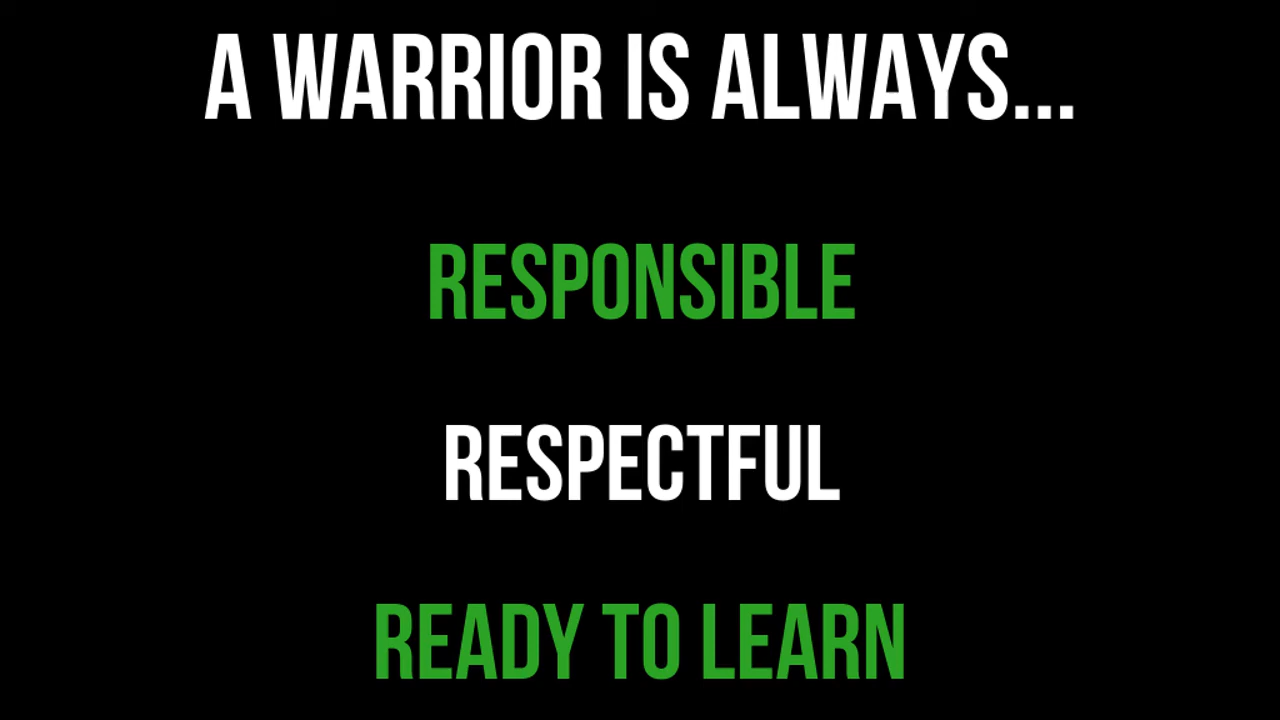 A WARRIOR IS ALWAYS...
RESPONSIBLE
RESPECTFUL
READY TO LEARN